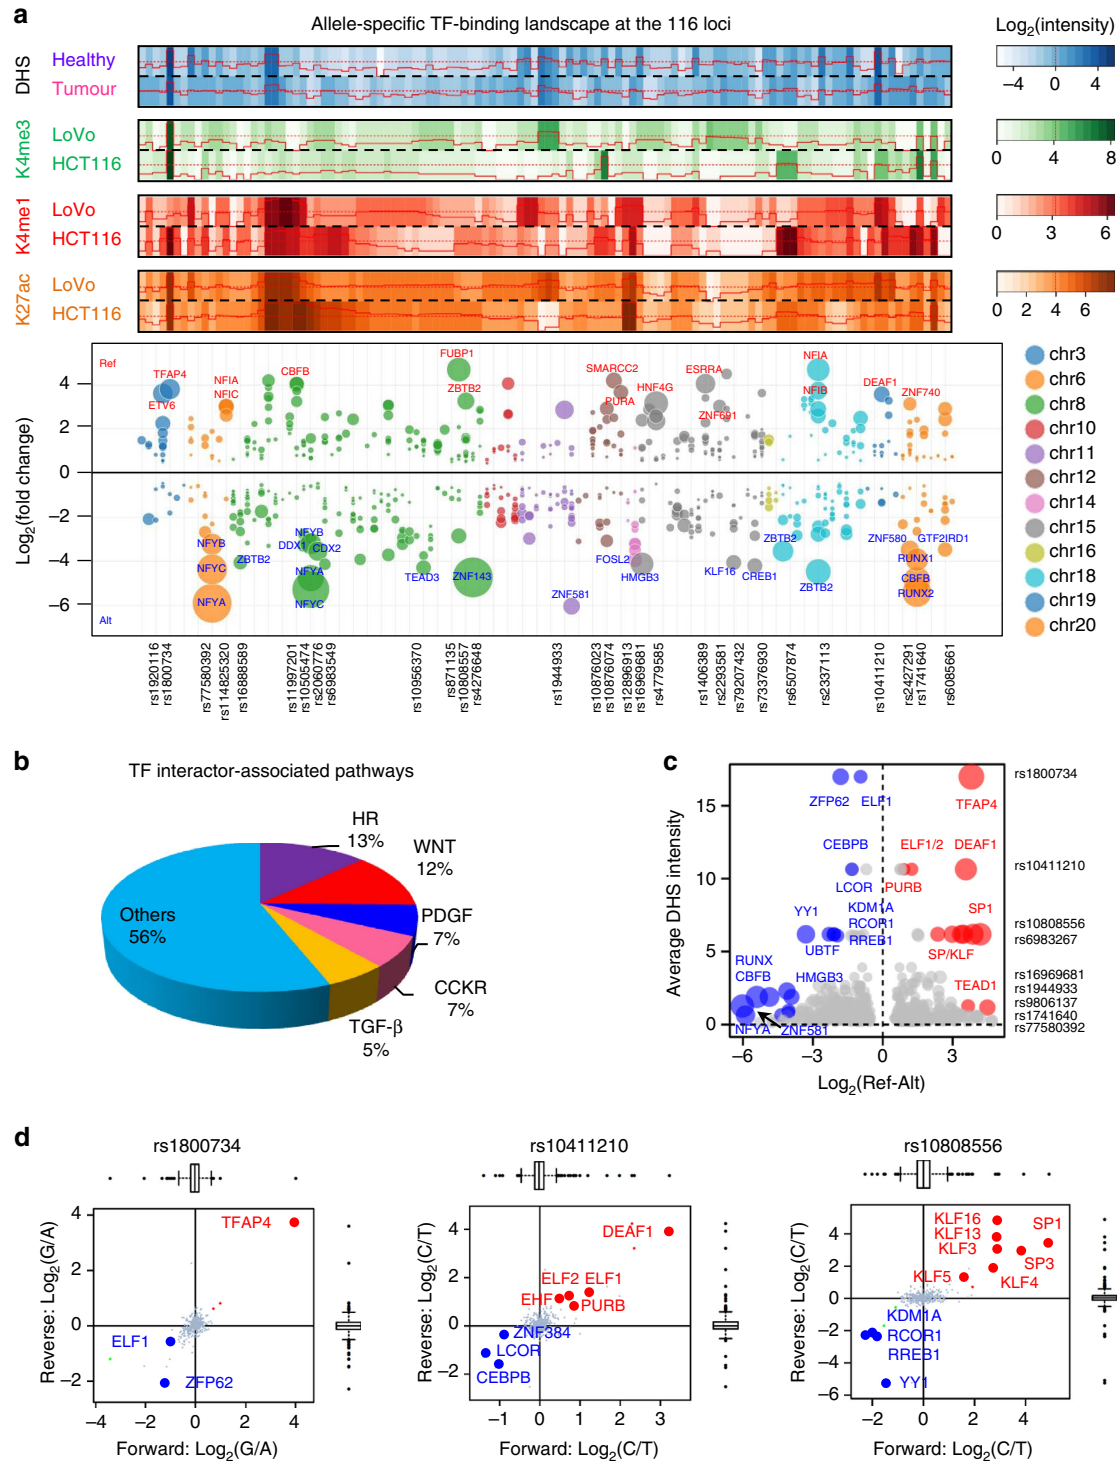 a
Allele-specific TF-binding landscape at the 116 loci
Log2(intensity)
DHS
Healthy
Tumour
−4 0 4
K4me3
LoVo
HCT116
0 4 8
K4me1
LoVo
HCT116
0 3 6
K27ac
LoVo
HCT116
0 2 4 6 8
Log2(fold change)
4
2
0
0
−2
−4
−6
Ref
Alt
TFAP4
ETV6
NFIA
NFIC
CBFB
FUBP1
ZBTB2
SMARCC2
PURA
HNF4G
ESRRA
ZNF691
NFIA
NFIB
DEAF1
ZNF740
NFYB
NFYC
NFYA
ZBTB2
NFYB
DDX1
CDX2
NFYA
NFYC
TEAD3
ZNF143
ZNF581
FOSL2
HMGB3
KLF16
CREB1
ZBTB2
ZBTB2
ZNF580
GTF2IRD1
RUNX1
CBFB
RUNX2
chr3
chr6
chr8
chr10
chr11
chr12
chr14
chr15
chr16
chr18
chr19
chr20
rs1920116
rs1800734
rs77580392
rs11425320
rs16888589
rs11997201
rs10505474
rs2060776
rs6983549
rs10956370
rs871135
rs10808557
rs4276648
rs1944933
rs10876023
rs10876074
rs12896913
rs16969681
rs4779585
rs1406389
rs2293581
rs79207432
rs73376930
rs6507874
rs2337113
rs10411210
rs2427291
rs1741640
rs6085661
b
TF interactor-associated pathways
HR
13%
WNT
12%
PDGF
7%
CCKR
7%
TGF-β
5%
Others
56%
c
Average DHS intensity
15
10
5
0
−6 −3 0 3
Log2(Ref-Alt)
ZFP62
ELF1
TFAP4
CEBPB
LCOR
ELF1/2
DEAF1
PURB
YY1
KDM1A
RCOR1
RREB1
UBTF
SP1
SP/KLF
RUNX
CBFB
HMGB3
TEAD1
NFYA
ZNF581
rs1800734
rs10411210
rs10808556
rs6983267
rs16969681
rs1944933
rs9806137
rs1741640
rs77580392
d
rs1800734
Reverse: Log2(G/A)
4
2
0
−2
−4 −2 0 2 4
Forward: Log2(G/A)
TFAP4
ELF1
ZFP62
rs10411210
Reverse: Log2(C/T)
4
2
0
−2
−1 0 1 2 3
Forward: Log2(C/T)
DEAF1
ELF2
ELF1
EHF
PURB
ZNF384
LCOR
CEBPB
rs10808556
Reverse: Log2(C/T)
4
2
0
−2
−4
−6
−2 0 2 4
Forward: Log2(C/T)
KLF16
KLF13
KLF3
SP1
SP3
KLF5
KLF4
KDM1A
RCOR1
RREB1
YY1